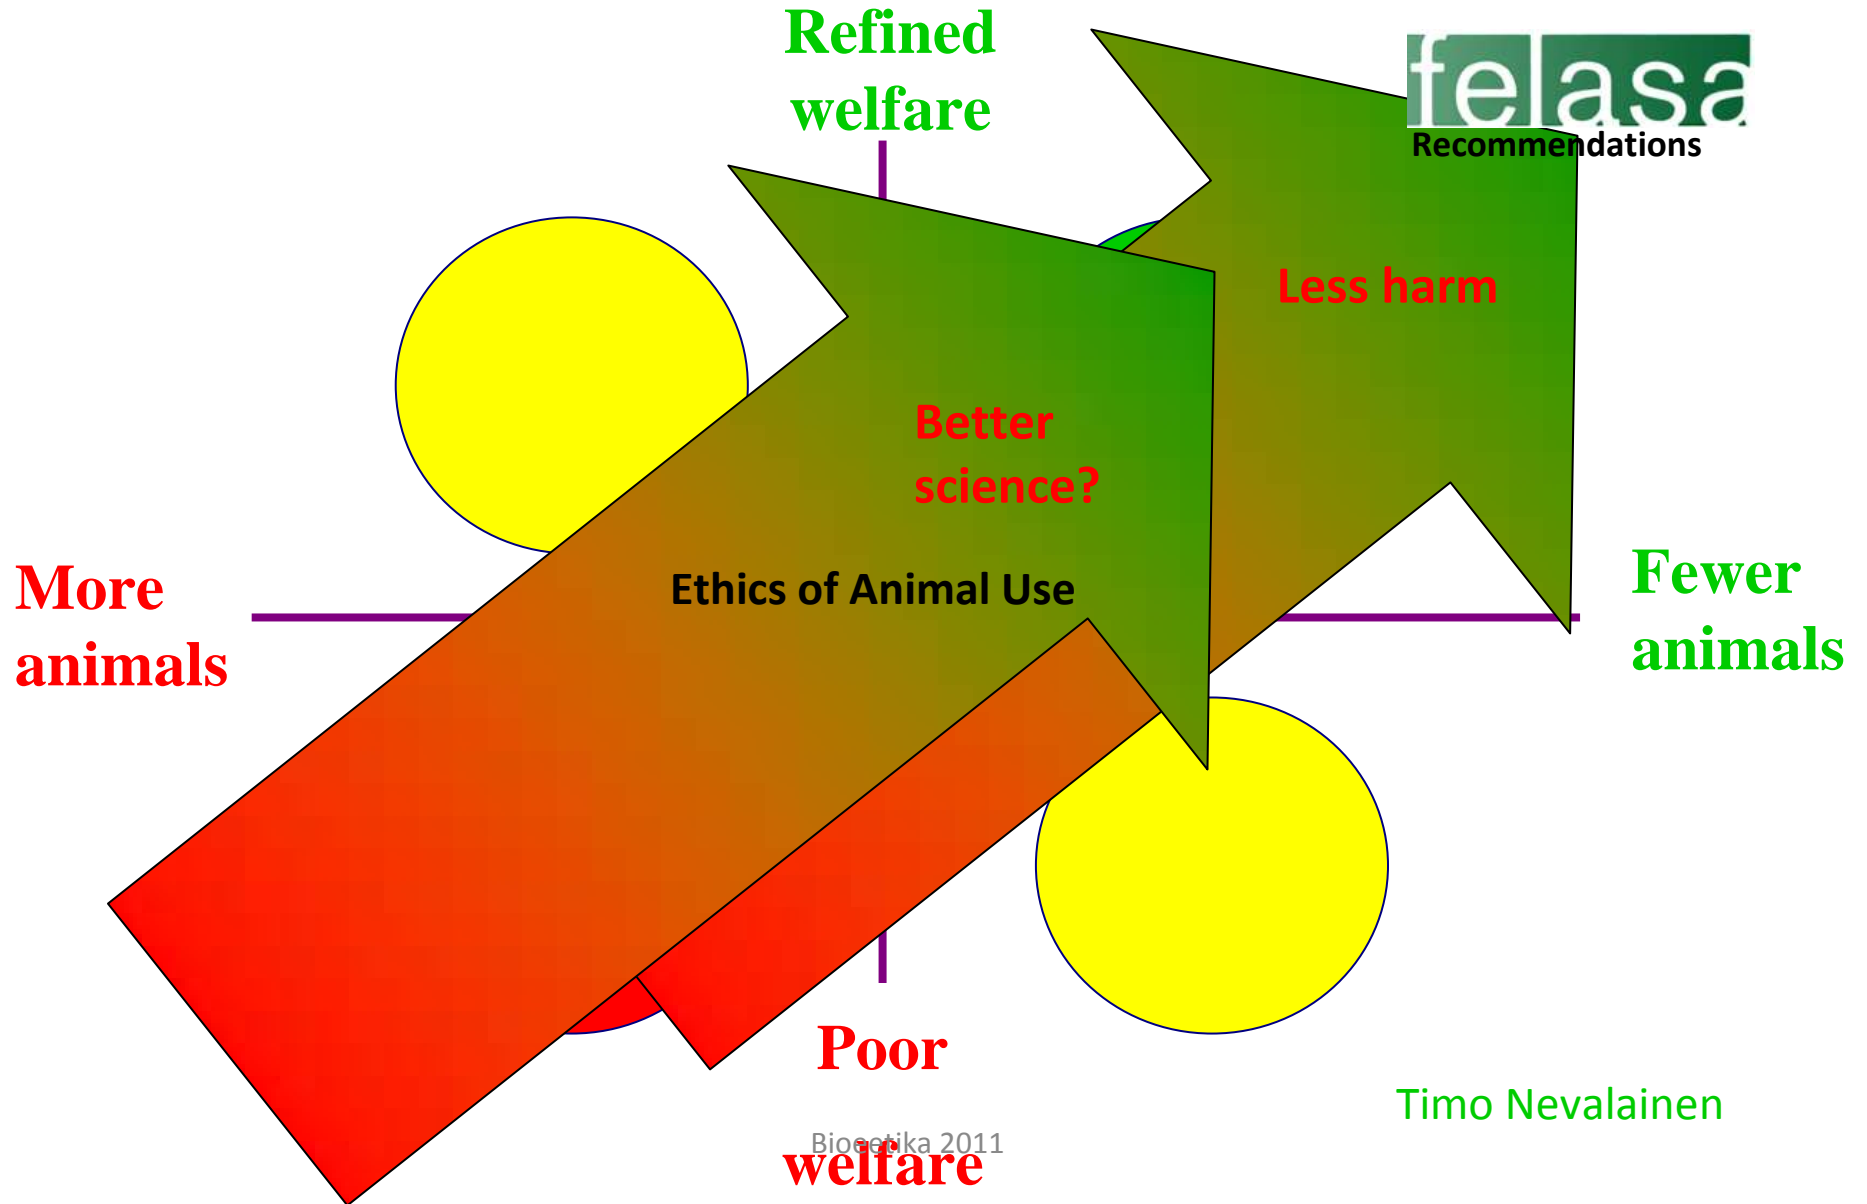 Refined
welfare
felasa
Recommendations
Less harm
Better
science?
Ethics of Animal Use
More
animals
Fewer
animals
Poor
welfare
Bioeetika 2011
Timo Nevalainen